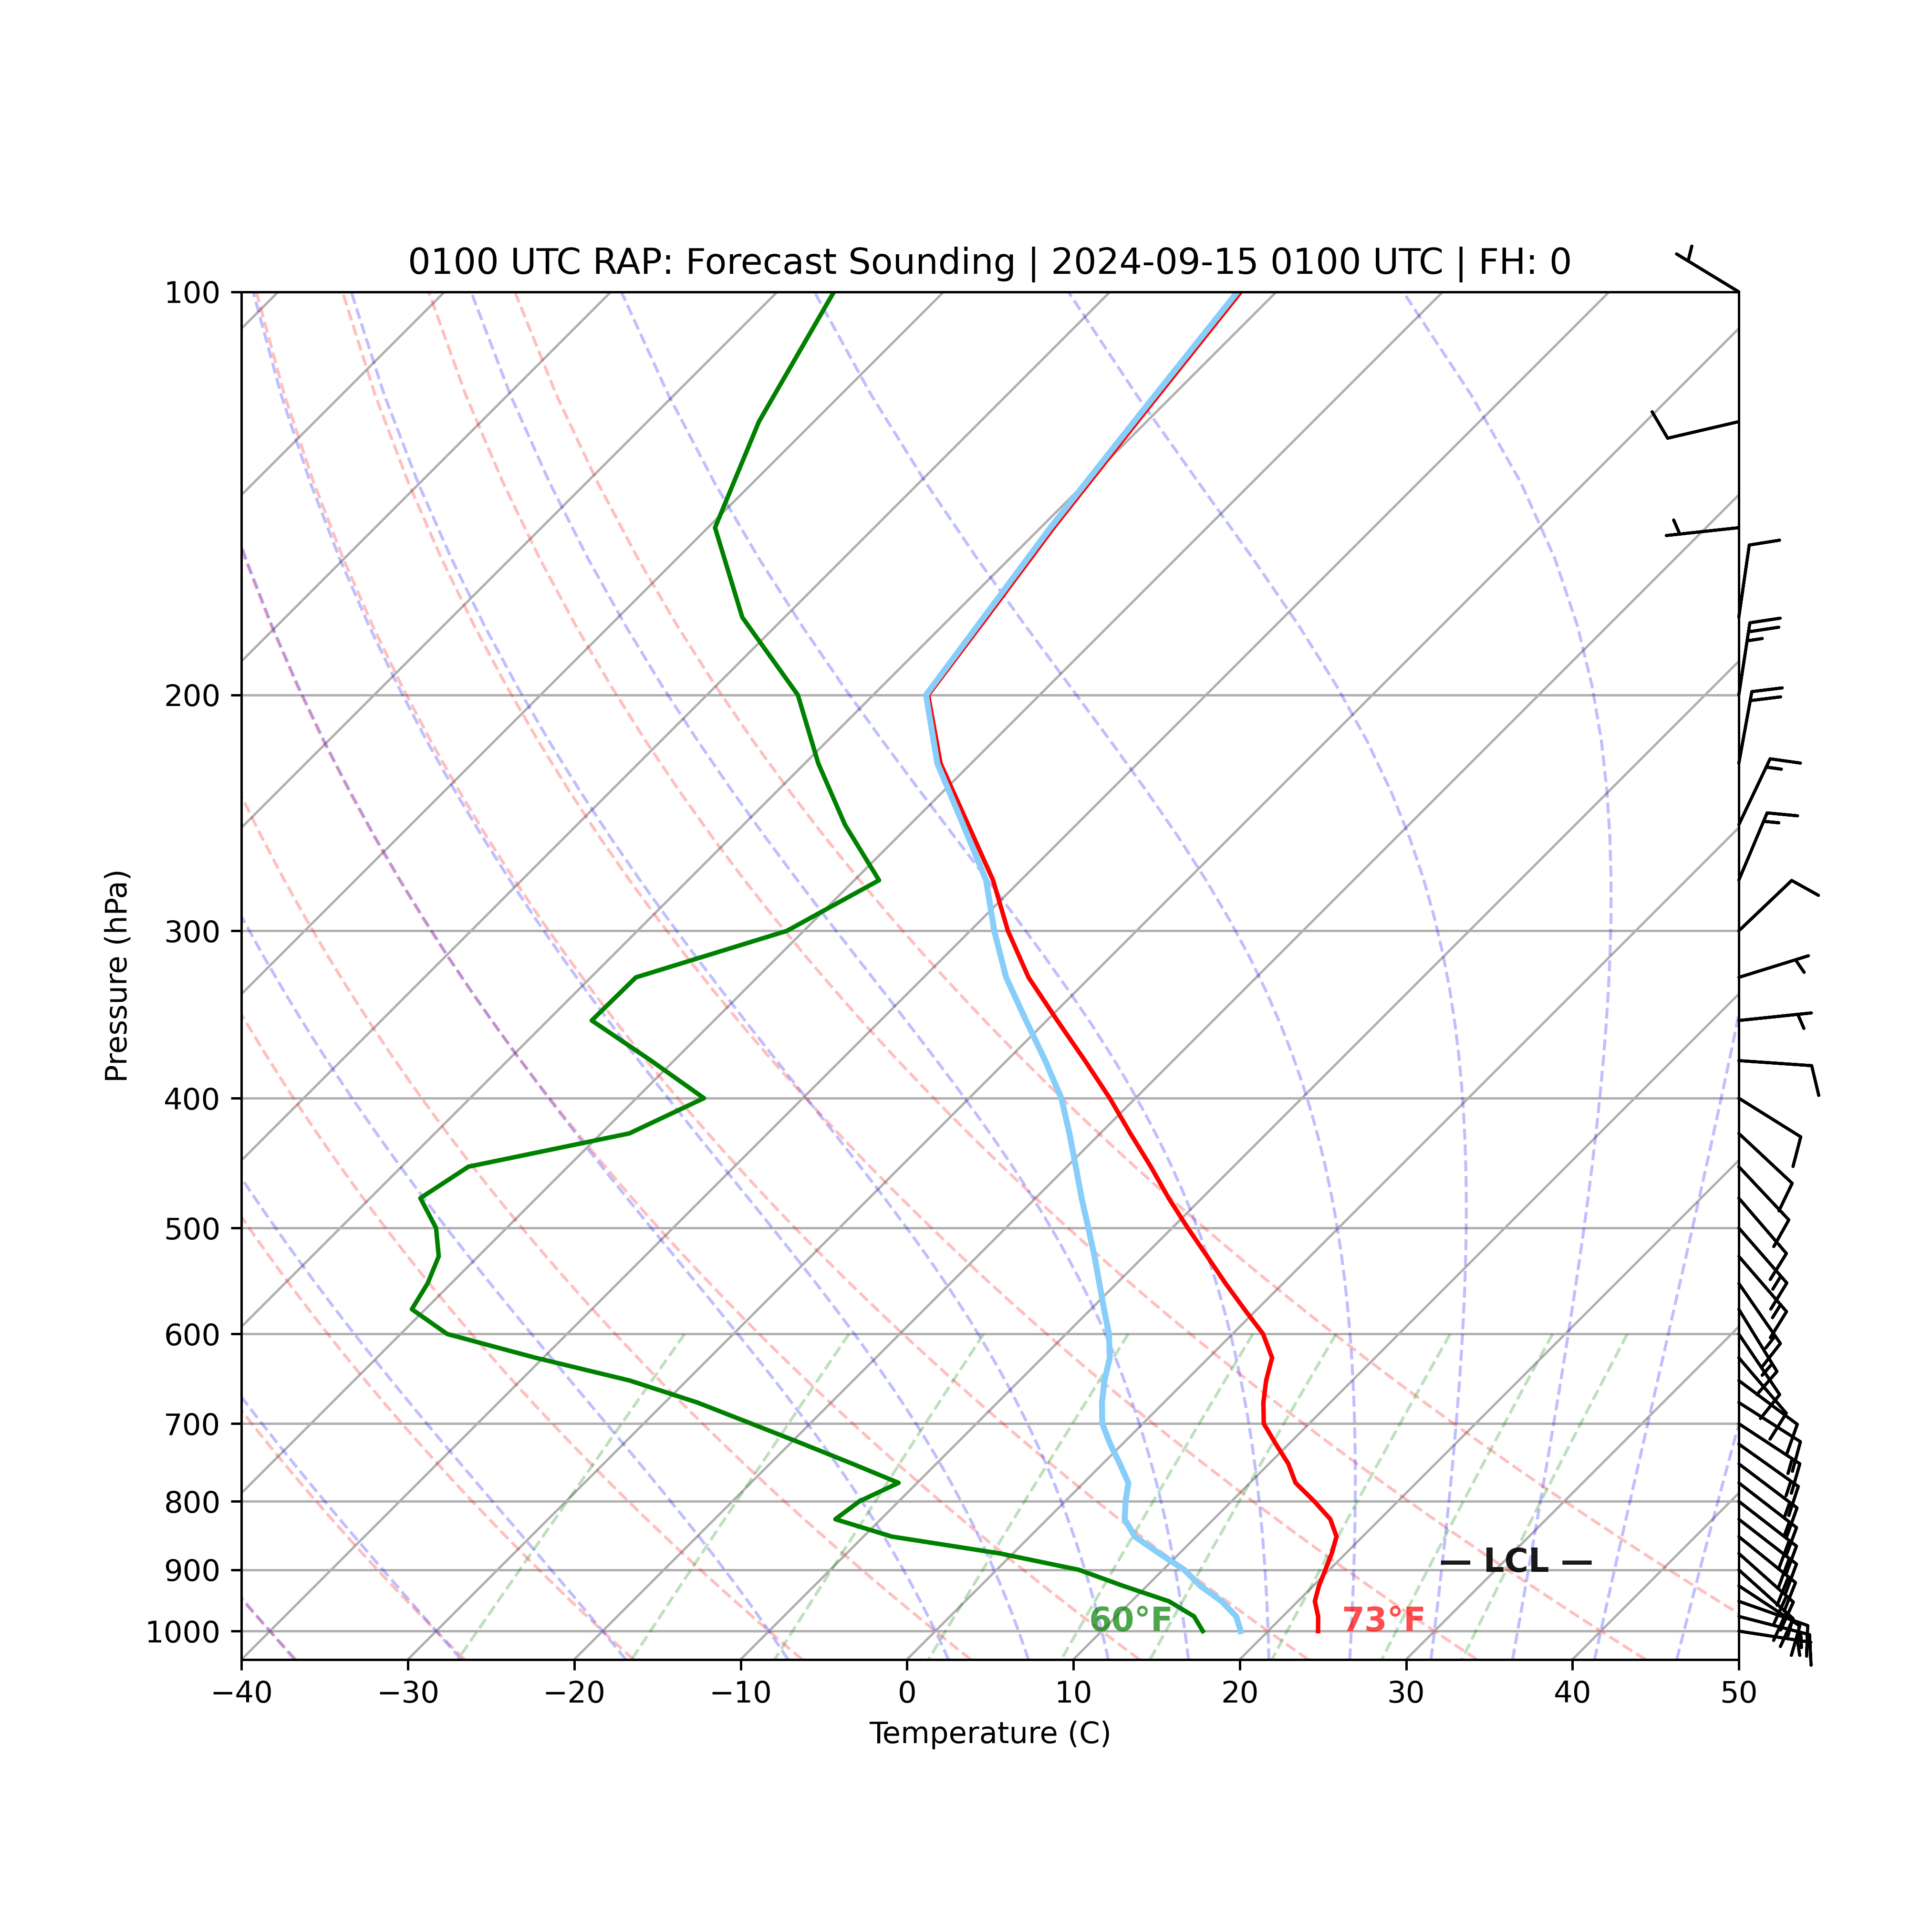 0100 UTC RAP: Forecast Sounding | 2024-09-15 0100 UTC | FH: 0
100
200
300
400
500
600
700
800
900
1000
Pressure (hPa)
— LCL —
60°F 73°F
−40 −30 −20 −10 0 10 20 30 40 50
Temperature (C)